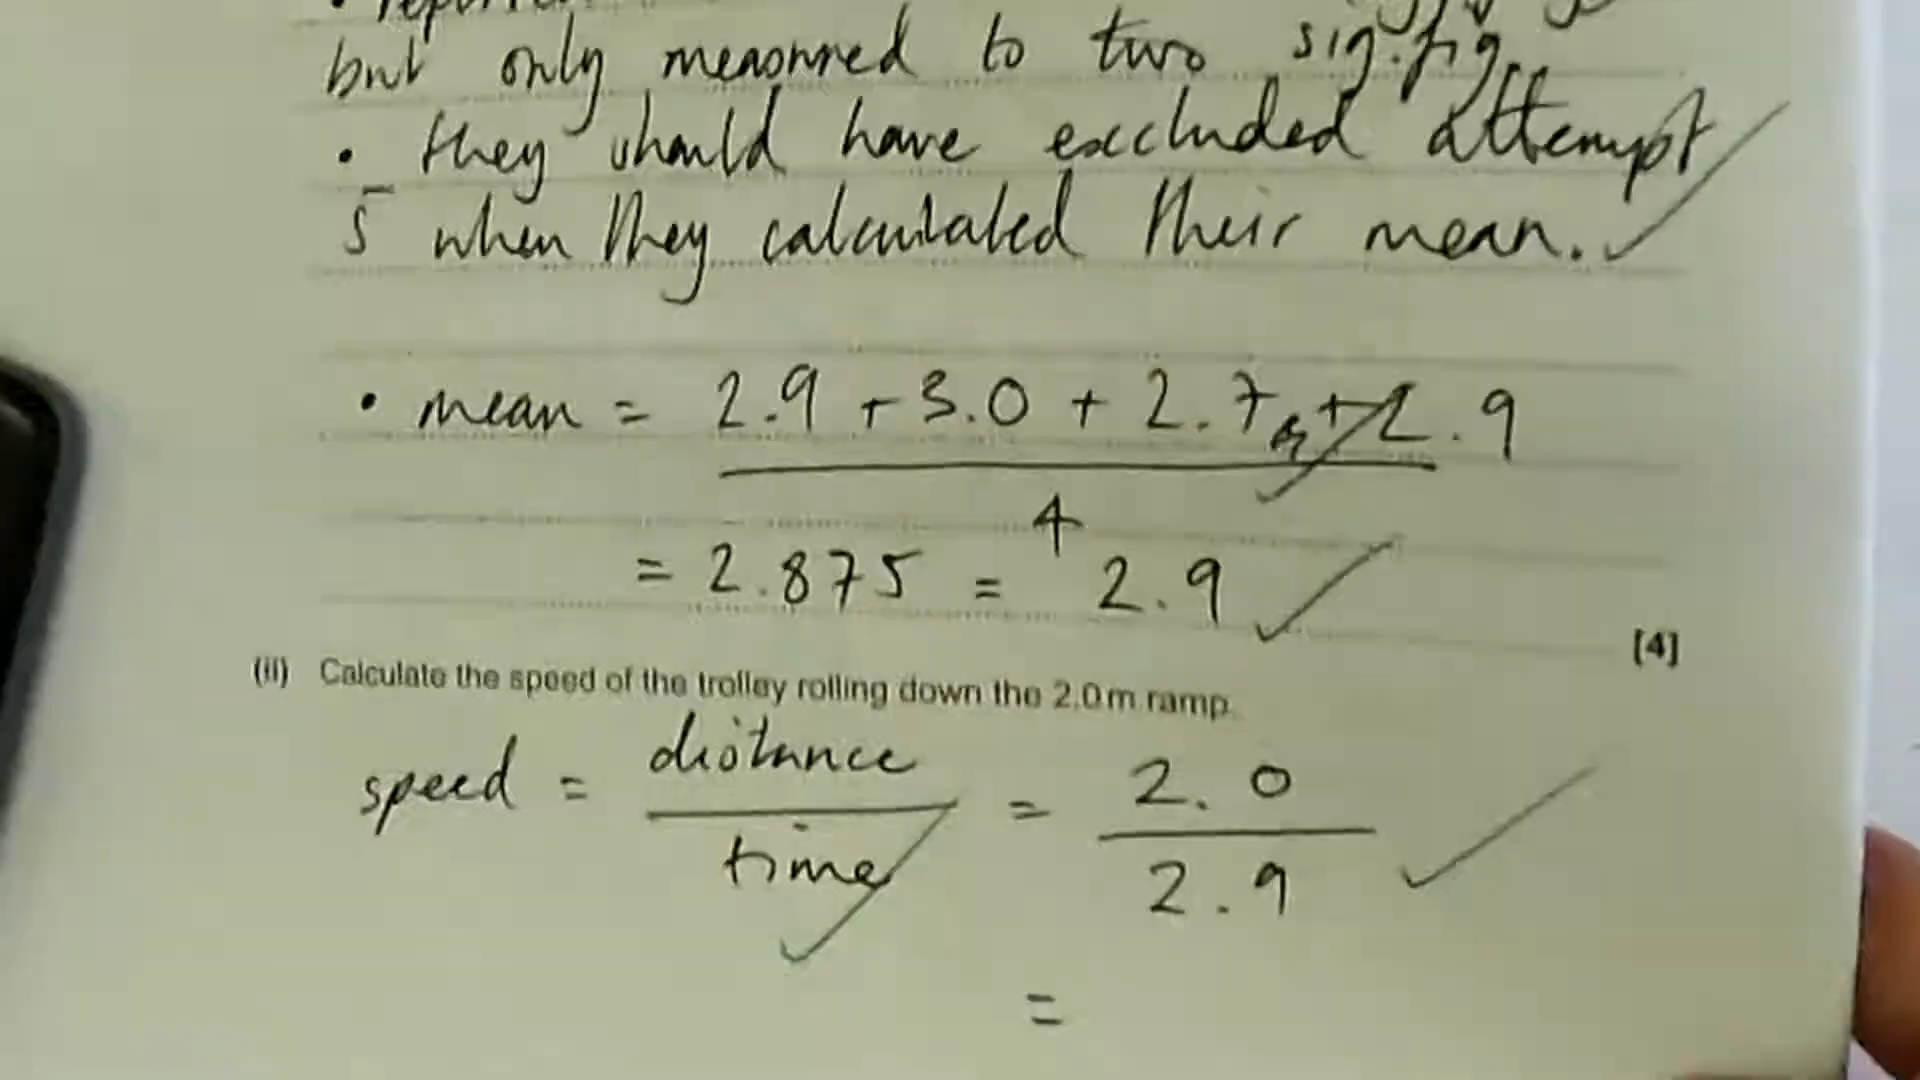 but only measured to two sig. fig
• they should have excluded attempt
5 when they calculated their mean.
• mean = 2.9 + 3.0 + 2.7 + 2.9
4
= 2.875 = 2.9
[4]
(ii) Calculate the speed of the trolley rolling down the 2.0 m ramp.
speed = distance = 2.0
time 2.9
=